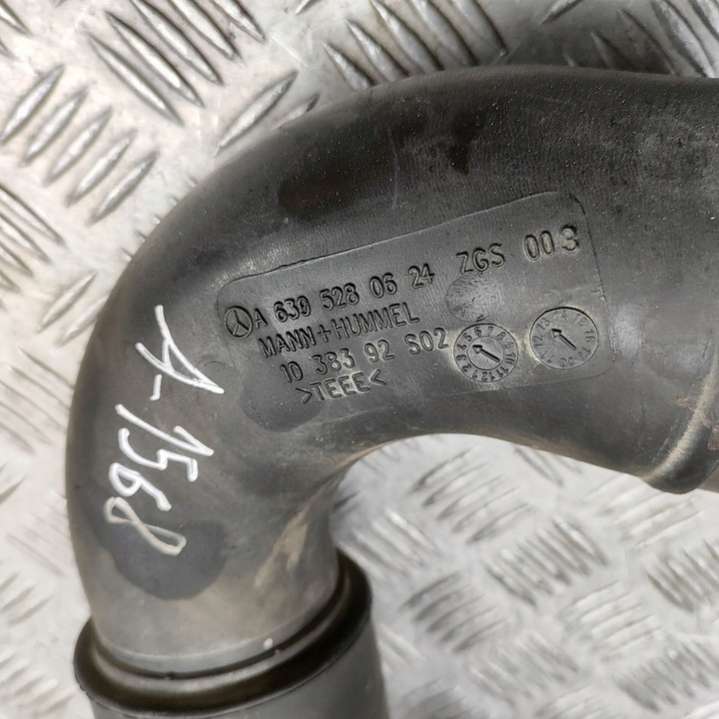 A 639 528 06 24 ZGS 003
MANN+HUMMEL
10 383 92 S02
>TEEE<
A-1568